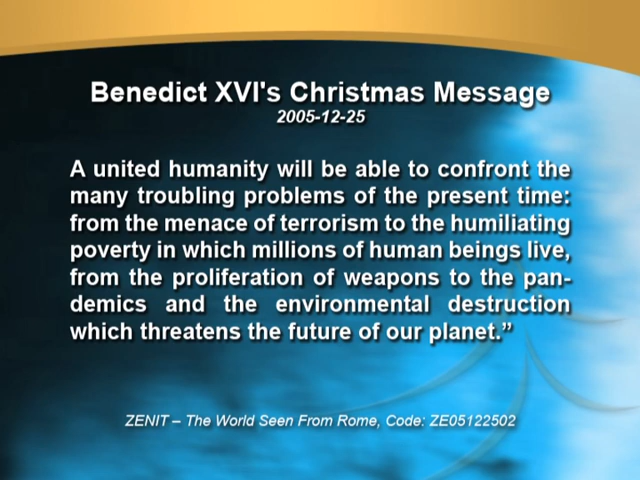 Benedict XVI's Christmas Message
2005-12-25
A united humanity will be able to confront the
many troubling problems of the present time:
from the menace of terrorism to the humiliating
poverty in which millions of human beings live,
from the proliferation of weapons to the pan-
demics and the environmental destruction
which threatens the future of our planet.”
ZENIT – The World Seen From Rome, Code: ZE05122502